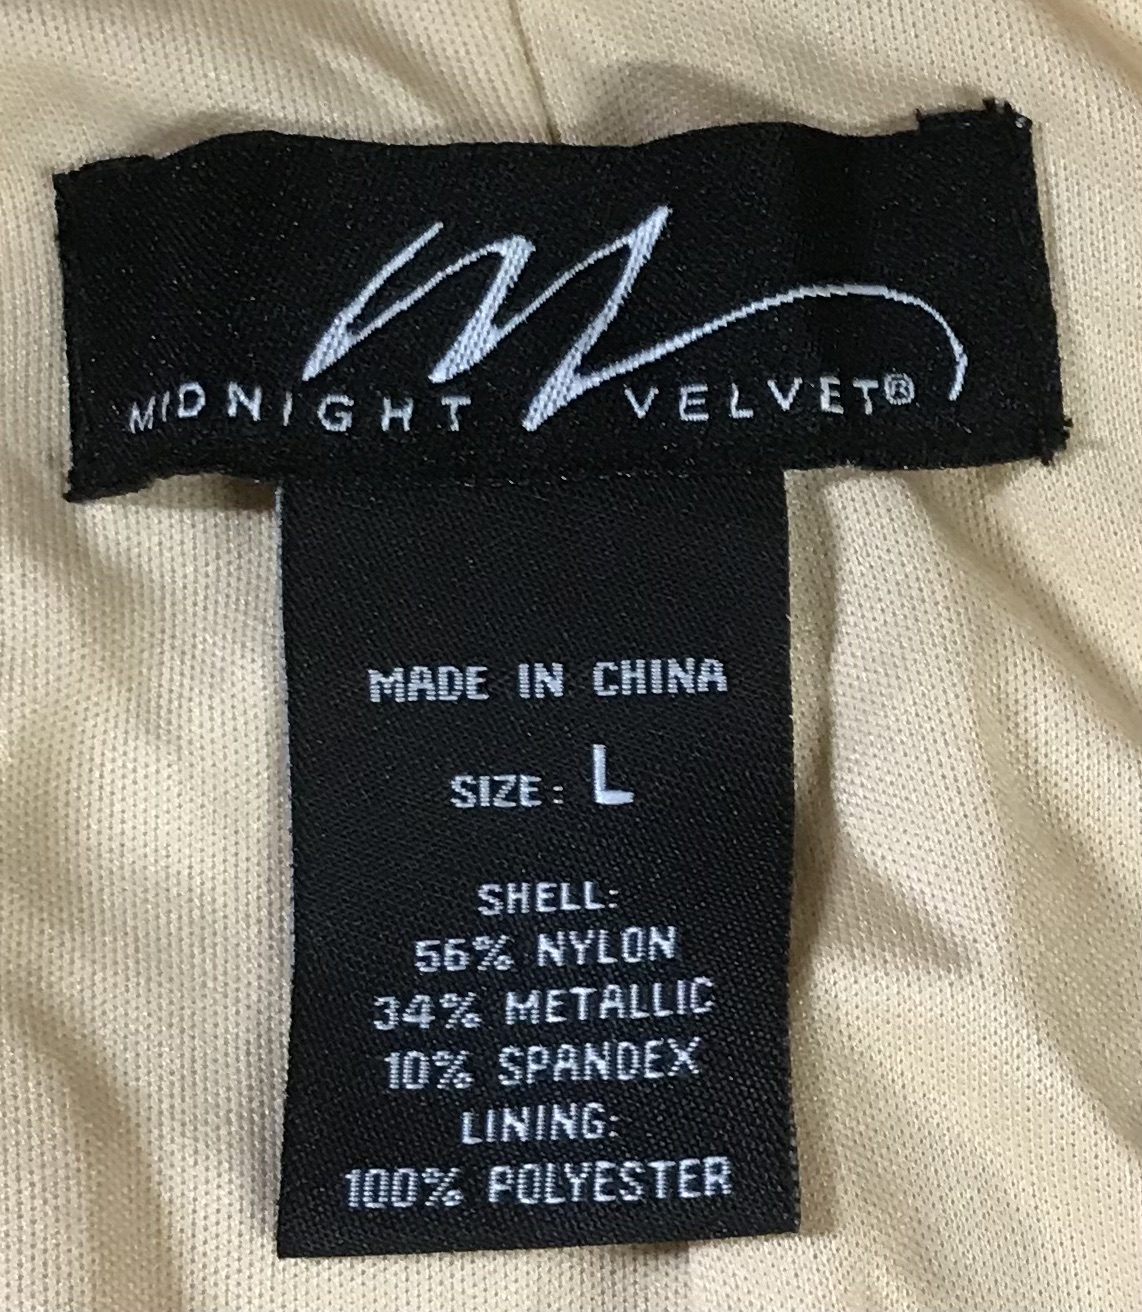 MIDNIGHT VELVET®
MADE IN CHINA
SIZE: L
SHELL:
56% NYLON
34% METALLIC
10% SPANDEX
LINING:
100% POLYESTER